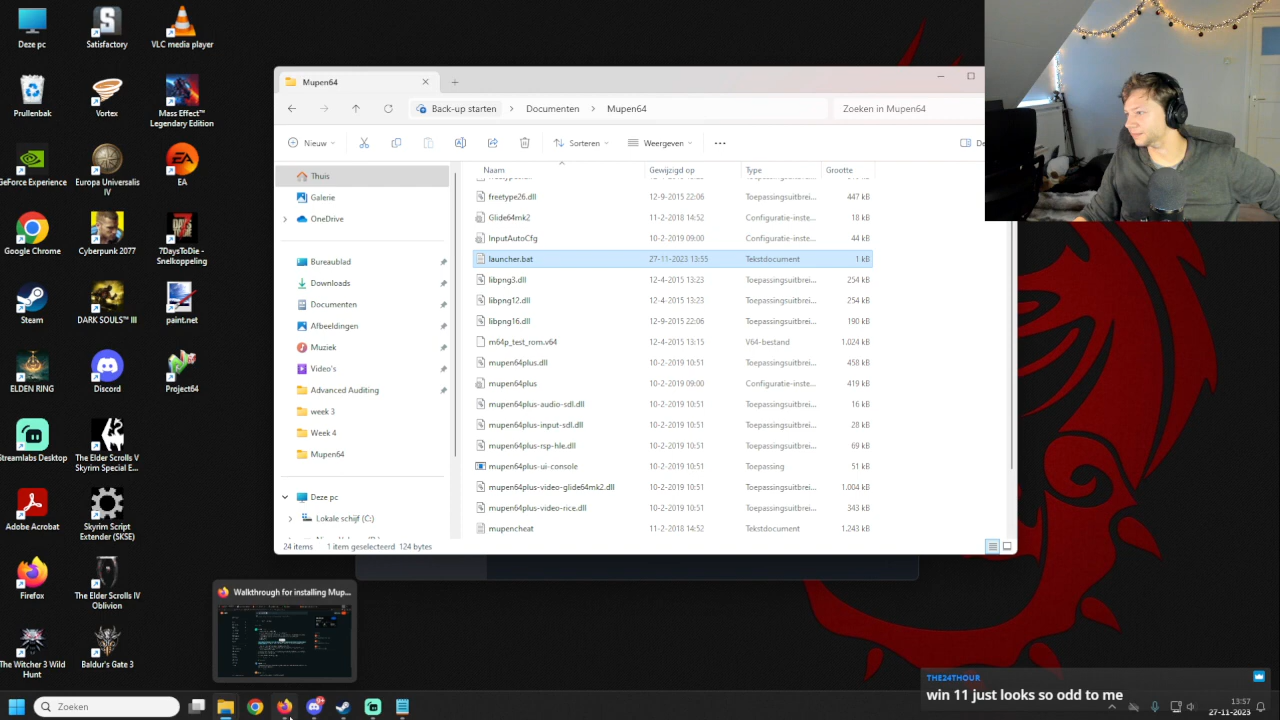 Deze pc
Satisfactory
VLC media player
Prullenbak
Vortex
Mass Effect™
Legendary Edition
GeForce Experience
Europa Universalis
IV
EA
Google Chrome
Cyberpunk 2077
7DaysToDie -
Snelkoppeling
Steam
DARK SOULS™ III
paint.net
ELDEN RING
Discord
Project64
Streamlabs Desktop
The Elder Scrolls V
Skyrim Special E...
Adobe Acrobat
Skyrim Script
Extender (SKSE)
Firefox
The Elder Scrolls IV
Oblivion
The Witcher 3 Wild
Hunt
Baldur's Gate 3
Mupen64
Back-up starten > Documenten > Mupen64
Zoeken in Mupen64
Nieuw
Sorteren
Weergeven
Thuis
Galerie
OneDrive
Bureaublad
Downloads
Documenten
Afbeeldingen
Muziek
Video's
Advanced Auditing
week 3
Week 4
Mupen64
Deze pc
Lokale schijf (C:)
Naam Gewijzigd op Type Grootte
freetype26.dll 12-9-2015 22:06 Toepassingsuitbrei... 447 kB
Glide64mk2 11-2-2018 14:52 Configuratie-inste... 18 kB
InputAutoCfg 10-2-2019 09:00 Configuratie-inste... 44 kB
launcher.bat 27-11-2023 13:55 Tekstdocument 1 kB
libpng3.dll 12-4-2015 13:23 Toepassingsuitbrei... 254 kB
libpng12.dll 12-4-2015 13:23 Toepassingsuitbrei... 254 kB
libpng16.dll 12-9-2015 22:06 Toepassingsuitbrei... 190 kB
m64p_test_rom.v64 12-4-2015 13:15 V64-bestand 1.024 kB
mupen64plus.dll 10-2-2019 10:51 Toepassingsuitbrei... 458 kB
mupen64plus 10-2-2019 09:00 Configuratie-inste... 419 kB
mupen64plus-audio-sdl.dll 10-2-2019 10:51 Toepassingsuitbrei... 16 kB
mupen64plus-input-sdl.dll 10-2-2019 10:51 Toepassingsuitbrei... 28 kB
mupen64plus-rsp-hle.dll 10-2-2019 10:51 Toepassingsuitbrei... 69 kB
mupen64plus-ui-console 10-2-2019 10:51 Toepassing 51 kB
mupen64plus-video-glide64mk2.dll 10-2-2019 10:51 Toepassingsuitbrei... 1.004 kB
mupen64plus-video-rice.dll 10-2-2019 10:51 Toepassingsuitbrei... 343 kB
mupencheat 11-2-2018 14:52 Tekstdocument 1.243 kB
24 items 1 item geselecteerd 124 bytes
Walkthrough for installing Mup...
THE24THOUR
win 11 just looks so odd to me
Zoeken
13:57
27-11-2023